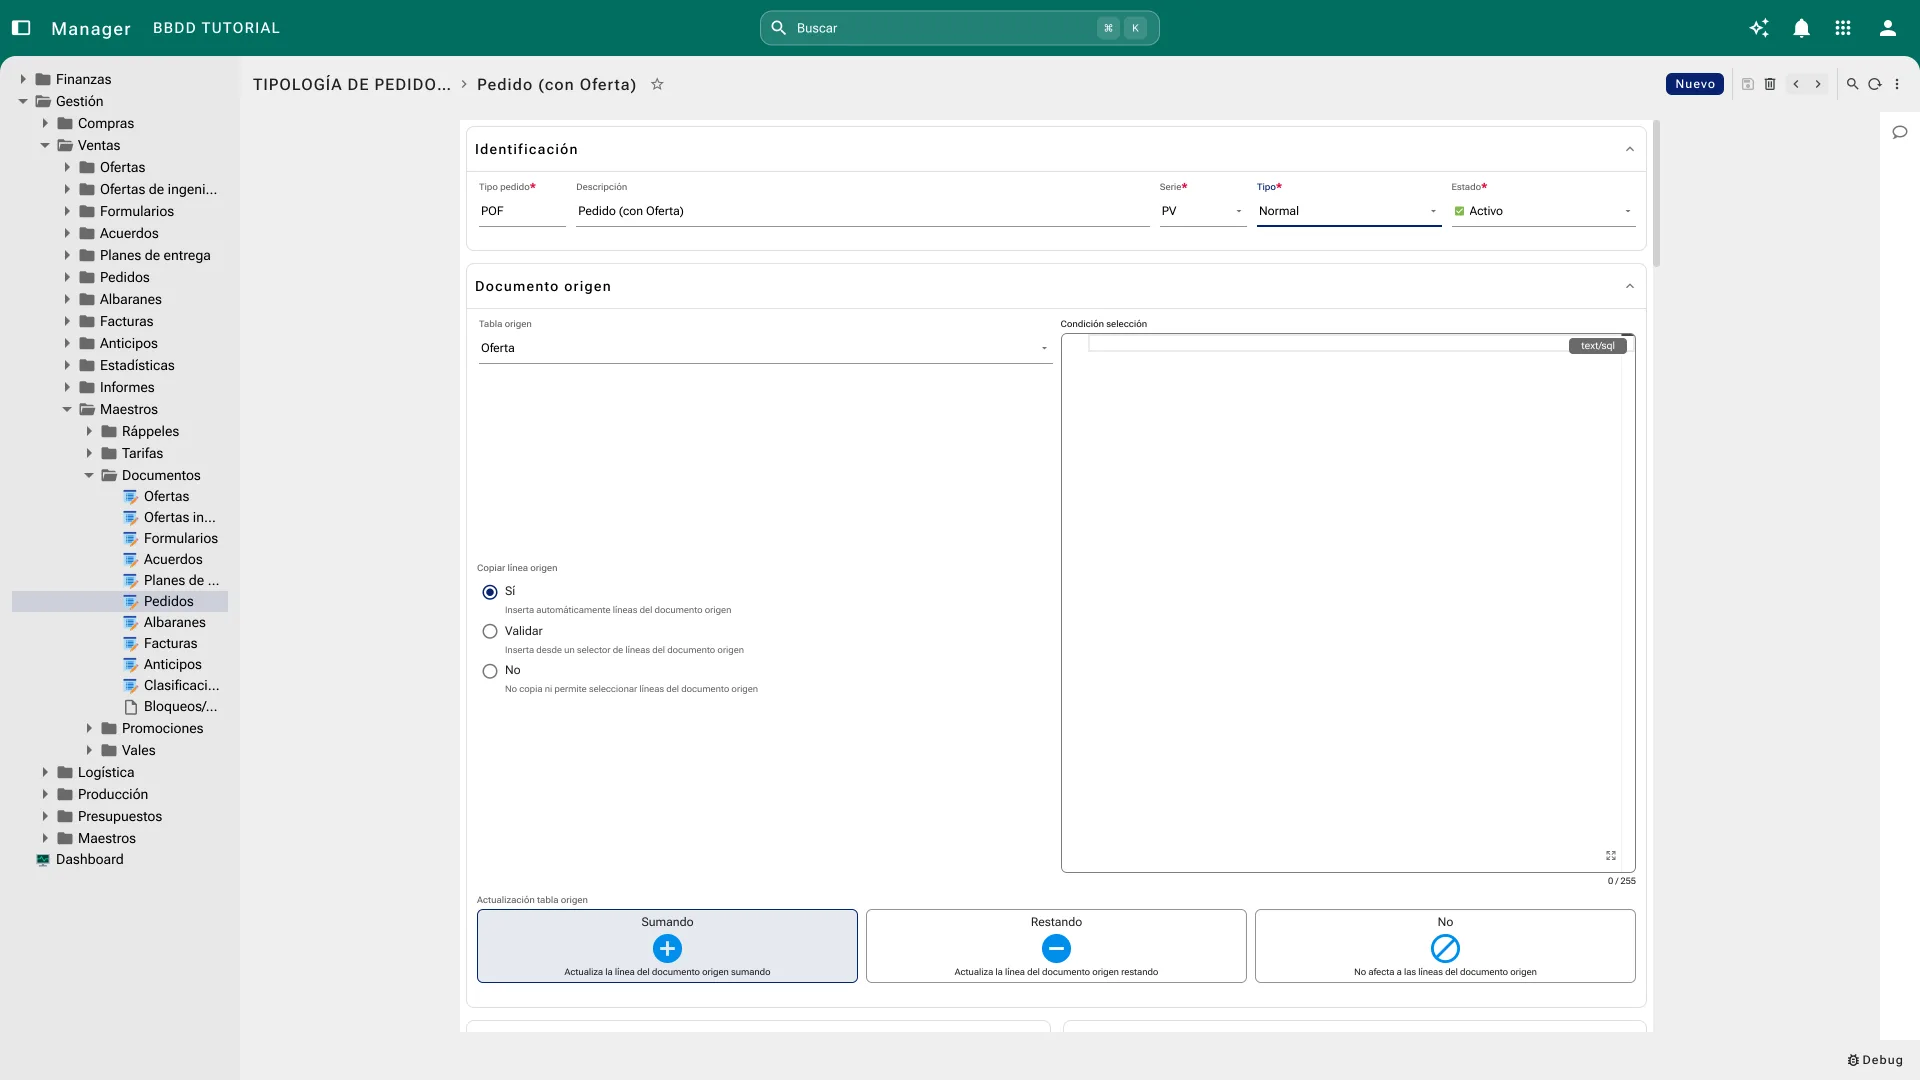 Manager
BBDD TUTORIAL
Buscar
⌘
K
Finanzas
Gestión
Compras
Ventas
Ofertas
Ofertas de ingeni...
Formularios
Acuerdos
Planes de entrega
Pedidos
Albaranes
Facturas
Anticipos
Estadísticas
Informes
Maestros
Ráppeles
Tarifas
Documentos
Ofertas
Ofertas in...
Formularios
Acuerdos
Planes de ...
Pedidos
Albaranes
Facturas
Anticipos
Clasificaci...
Bloqueos/...
Promociones
Vales
Logística
Producción
Presupuestos
Maestros
Dashboard
TIPOLOGÍA DE PEDIDO... > Pedido (con Oferta)
Nuevo
Identificación
Tipo pedido*
Descripción
Serie*
Tipo*
Estado*
POF
Pedido (con Oferta)
PV
Normal
Activo
Documento origen
Tabla origen
Oferta
Condición selección
text/sql
0 / 255
Copiar línea origen
Sí
Inserta automáticamente líneas del documento origen
Validar
Inserta desde un selector de líneas del documento origen
No
No copia ni permite seleccionar líneas del documento origen
Actualización tabla origen
Sumando
Actualiza la línea del documento origen sumando
Restando
Actualiza la línea del documento origen restando
No
No afecta a las líneas del documento origen
Debug